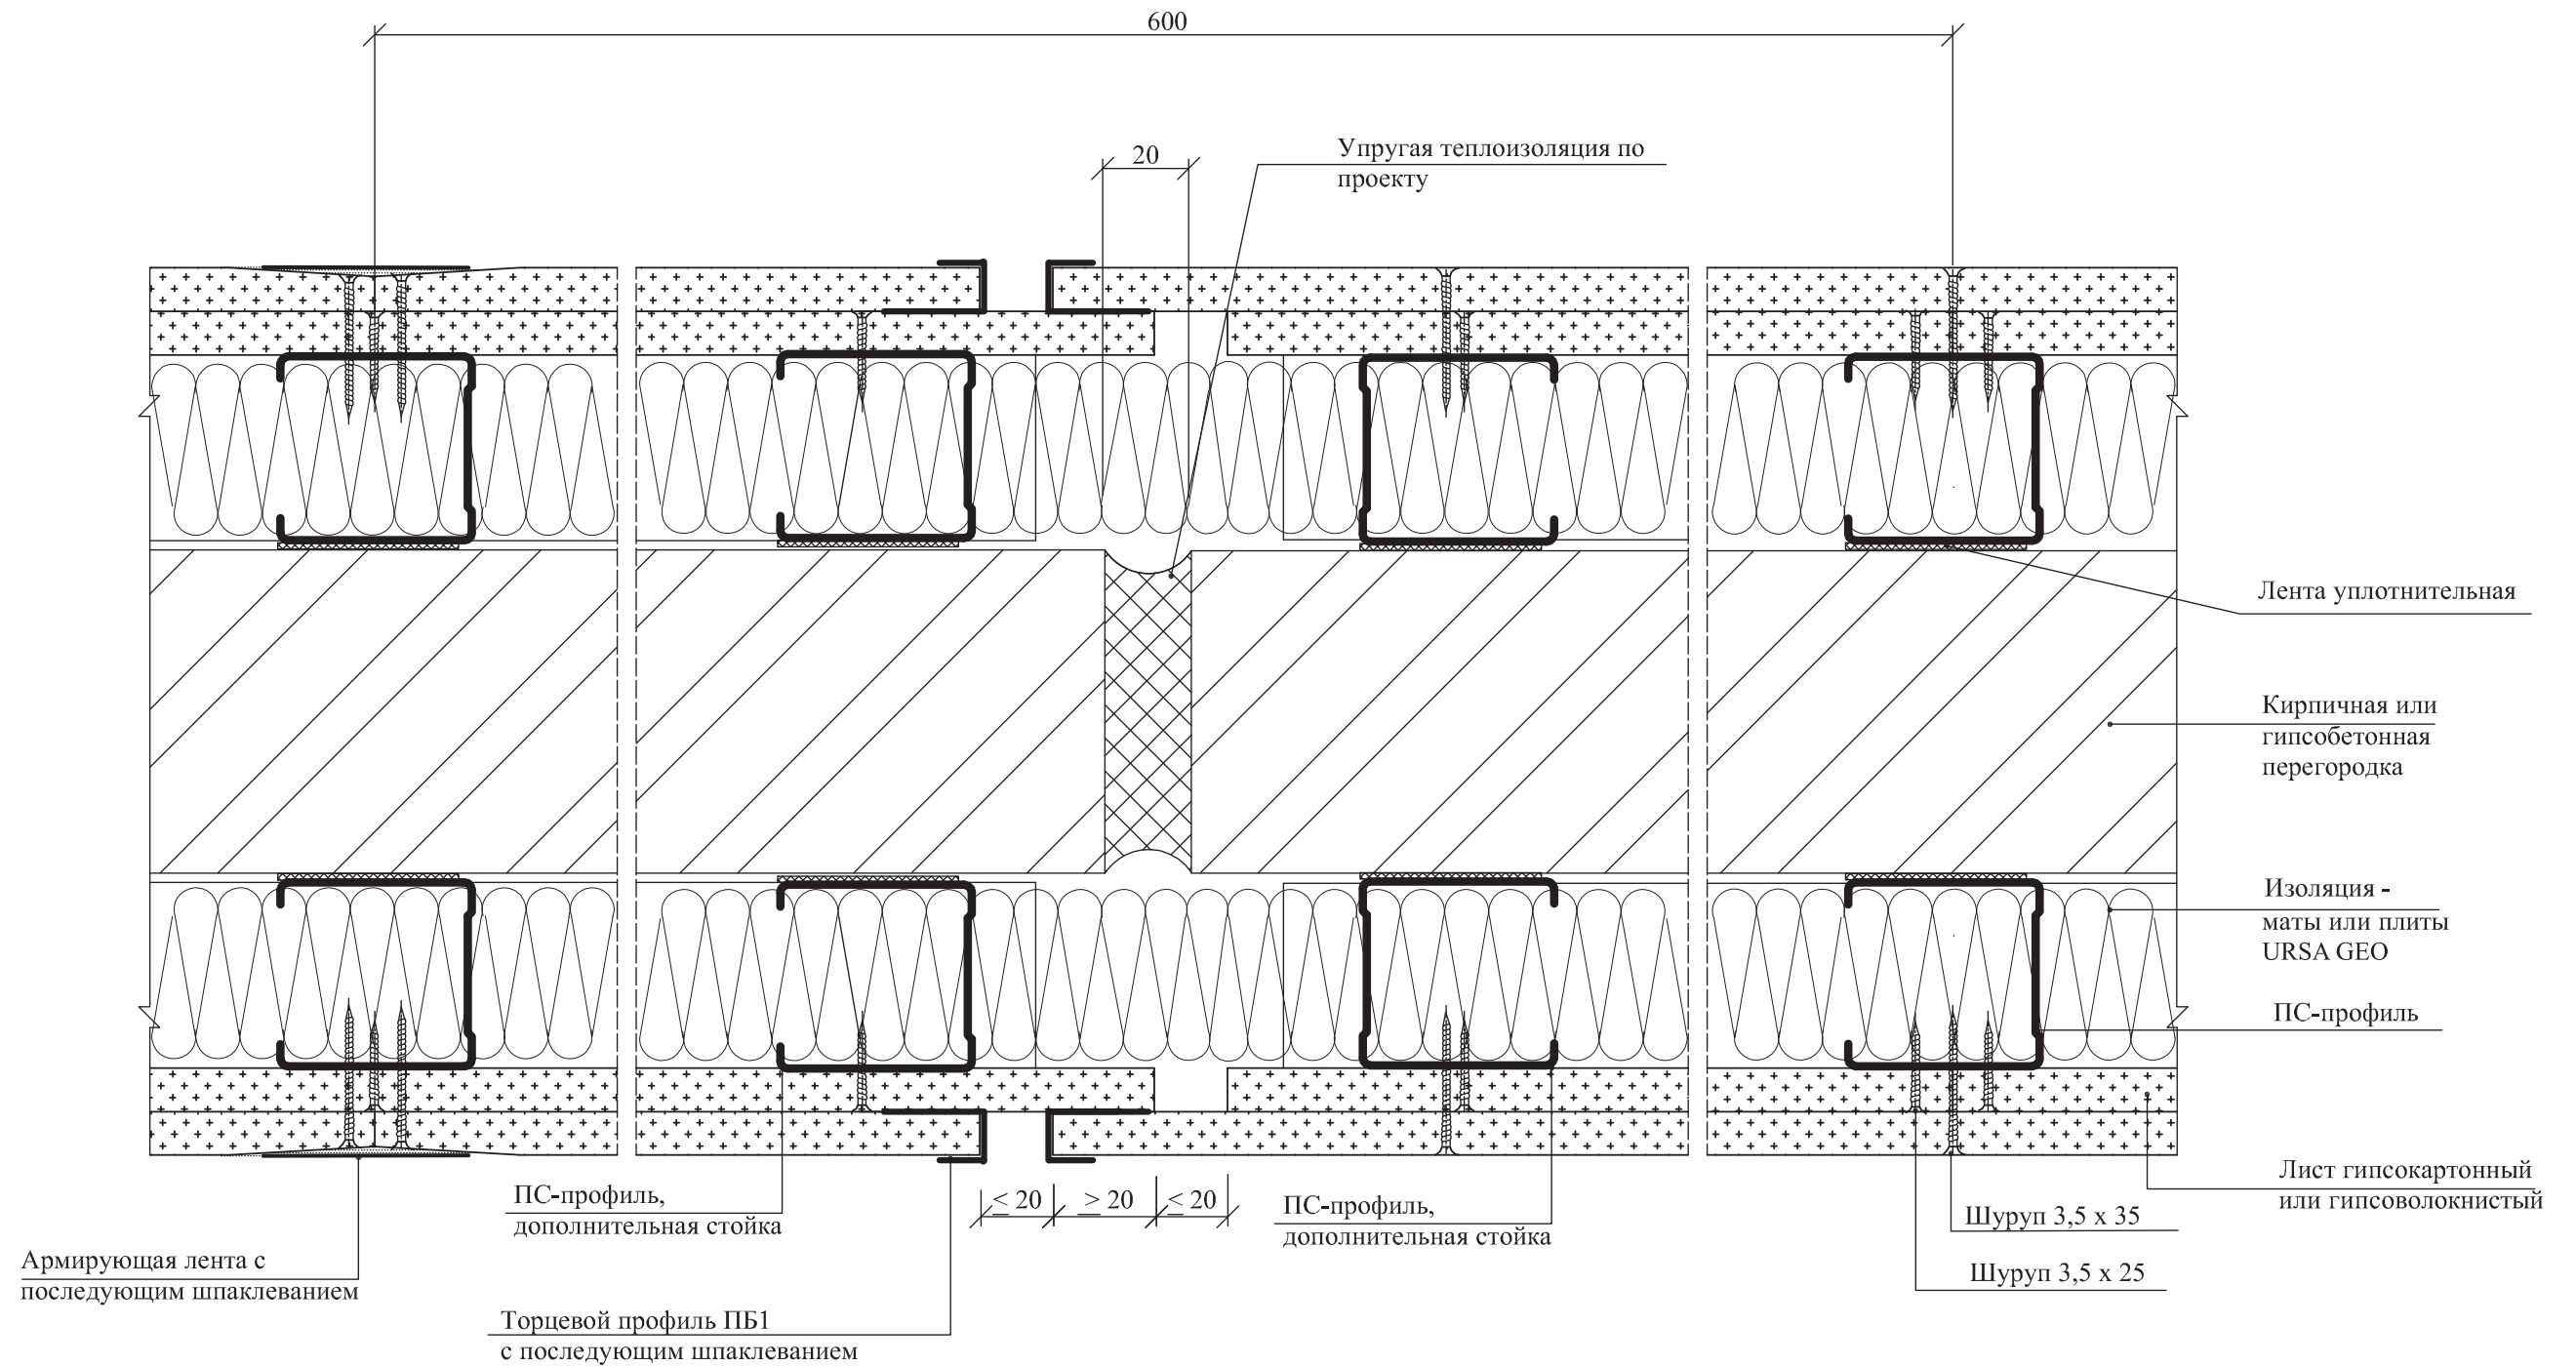 600
20
Упругая теплоизоляция по
проекту
Лента уплотнительная
Кирпичная или
гипсобетонная
перегородка
Изоляция -
маты или плиты
URSA GEO
ПС-профиль
Лист гипсокартонный
или гипсоволокнистый
Шуруп 3,5 х 35
Шуруп 3,5 х 25
ПС-профиль,
дополнительная стойка
≤ 20
≥ 20
≤ 20
ПС-профиль,
дополнительная стойка
Армирующая лента с
последующим шпаклеванием
Торцевой профиль ПБ1
с последующим шпаклеванием